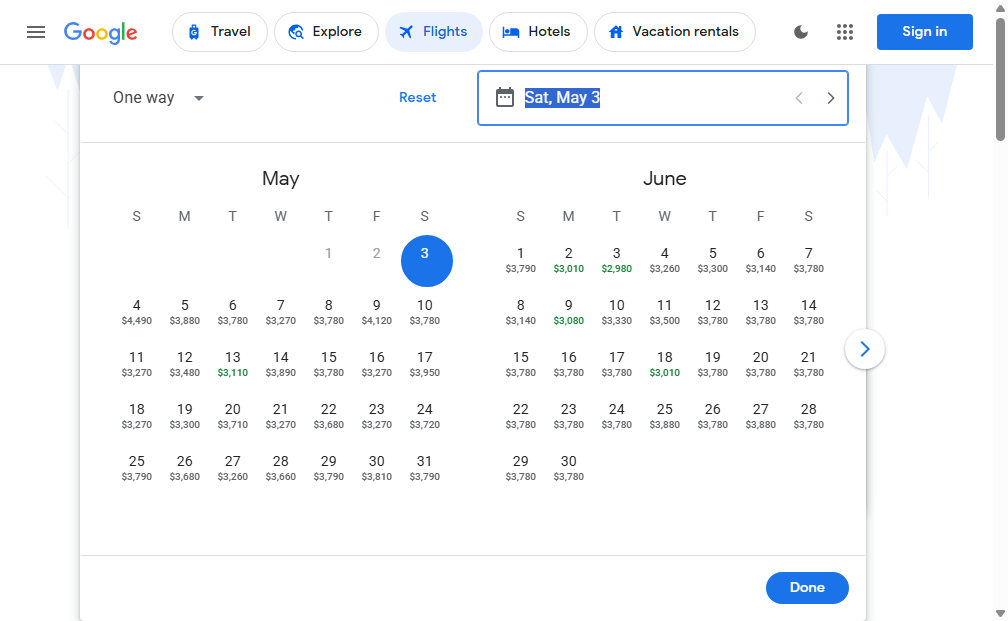 Google Travel Explore Flights Hotels Vacation rentals Sign in
One way Reset Sat, May 3
May
S M T W T F S
1 2 3
4 5 6 7 8 9 10
$4,490 $3,880 $3,780 $3,270 $3,780 $4,120 $3,780
11 12 13 14 15 16 17
$3,270 $3,480 $3,110 $3,890 $3,780 $3,270 $3,950
18 19 20 21 22 23 24
$3,270 $3,300 $3,710 $3,270 $3,680 $3,270 $3,720
25 26 27 28 29 30 31
$3,790 $3,680 $3,260 $3,660 $3,790 $3,810 $3,790
June
S M T W T F S
1 2 3 4 5 6 7
$3,790 $3,010 $2,980 $3,260 $3,300 $3,140 $3,780
8 9 10 11 12 13 14
$3,140 $3,080 $3,330 $3,500 $3,780 $3,780 $3,780
15 16 17 18 19 20 21
$3,780 $3,780 $3,780 $3,010 $3,780 $3,780 $3,780
22 23 24 25 26 27 28
$3,780 $3,780 $3,780 $3,880 $3,780 $3,880 $3,780
29 30
$3,780 $3,780
Done